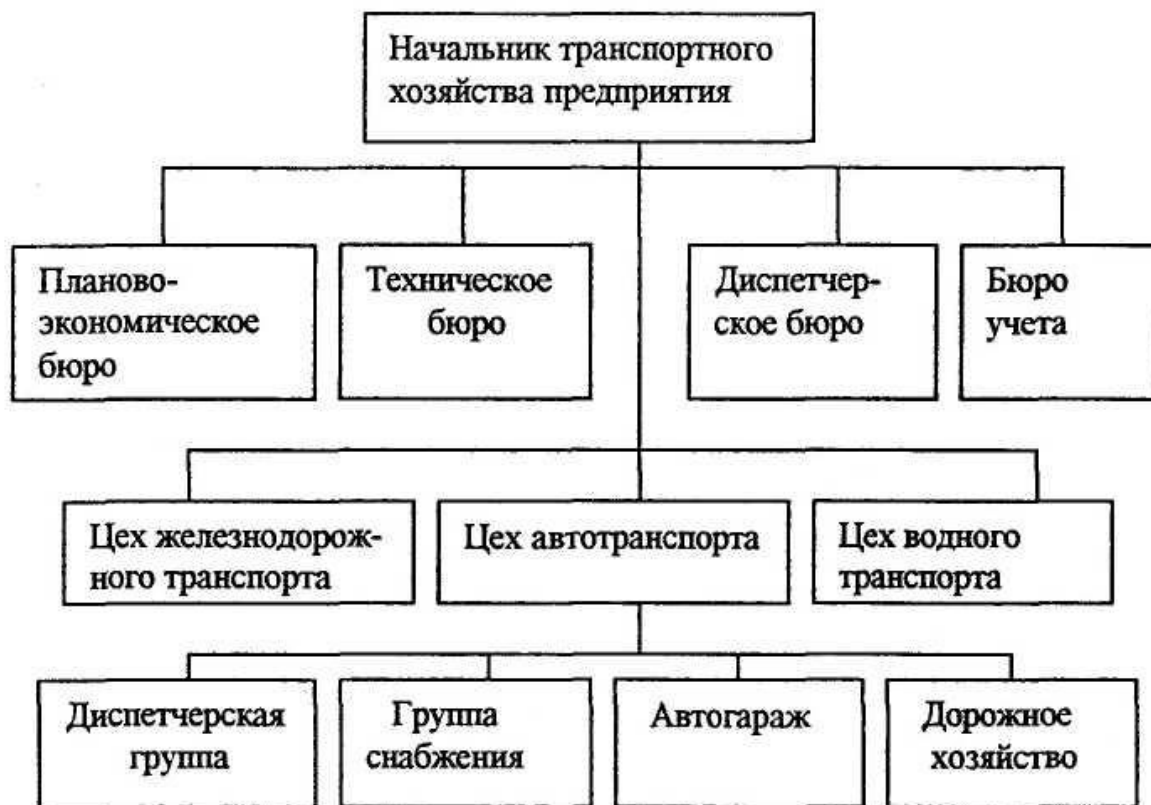 Начальник транспортного
хозяйства предприятия
Планово-
экономическое
бюро
Техническое
бюро
Диспетчер-
ское бюро
Бюро
учета
Цех железнодорож-
ного транспорта
Цех автотранспорта
Цех водного
транспорта
Диспетчерская
группа
Группа
снабжения
Автогараж
Дорожное
хозяйство